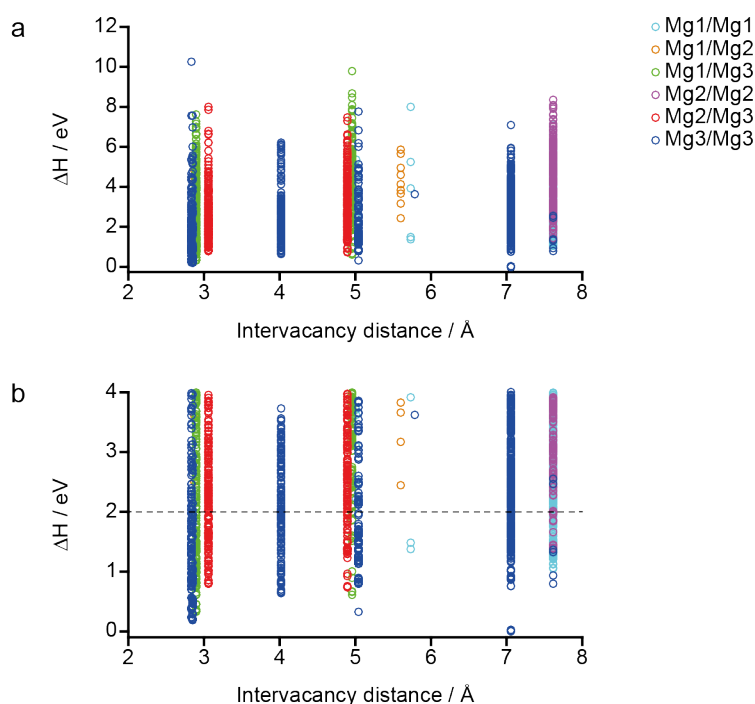 a
12
10
8
6
4
2
0
ΔH / eV
2 3 4 5 6 7 8
Intervacancy distance / Å
Mg1/Mg1
Mg1/Mg2
Mg1/Mg3
Mg2/Mg2
Mg2/Mg3
Mg3/Mg3
b
4
3
2
1
0
ΔH / eV
2 3 4 5 6 7 8
Intervacancy distance / Å